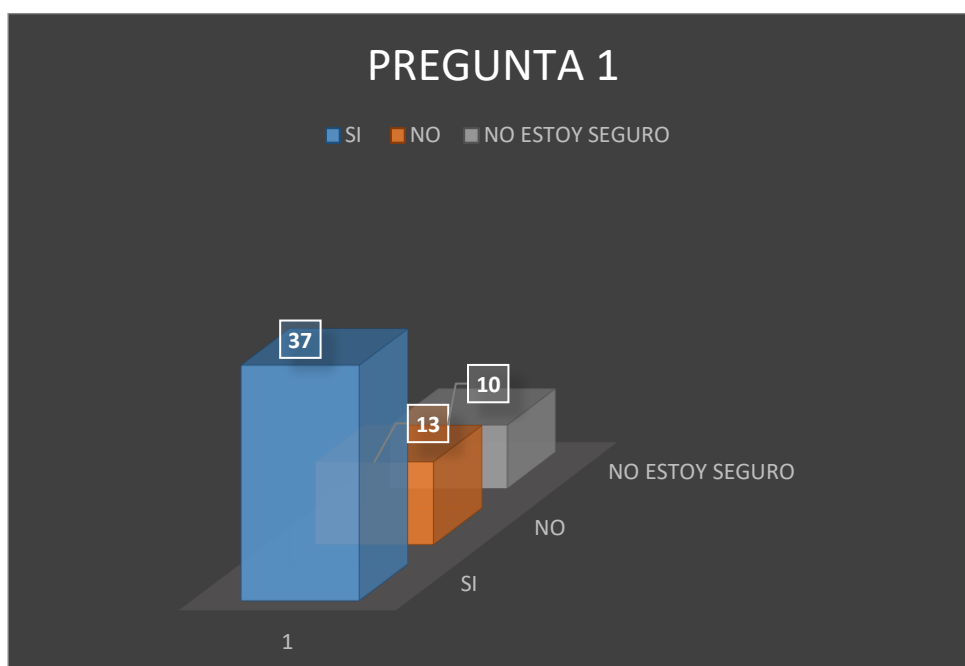 PREGUNTA 1
SI NO NO ESTOY SEGURO
37
10
13
NO ESTOY SEGURO
NO
SI
1